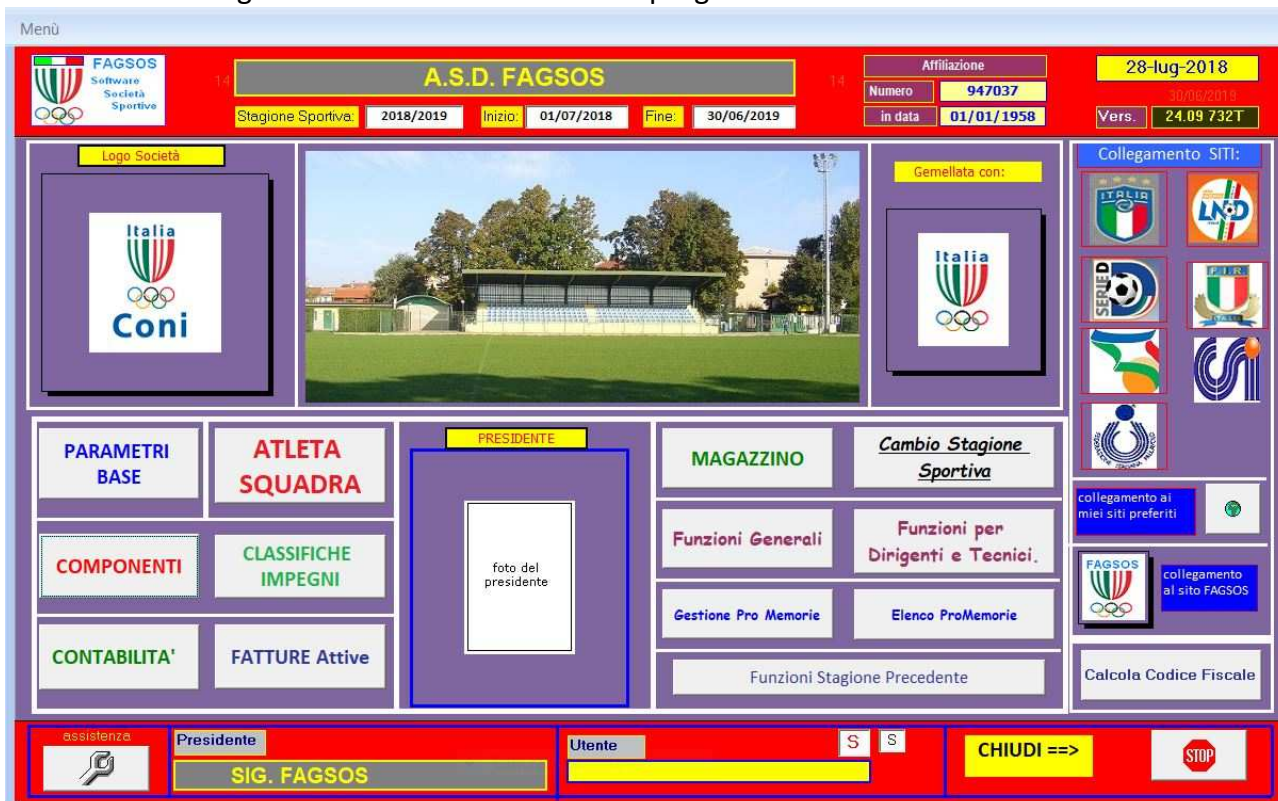 Menù
FAGSOS
Software
Società
Sportive
14
A.S.D. FAGSOS
14
Stagione Sportiva:
2018/2019
Inizio:
01/07/2018
Fine:
30/06/2019
Affiliazione
Numero
947037
in data
01/01/1958
28-lug-2018
30/06/2019
Vers.
24.09 732T
Logo Società
Italia
Coni
Gemellata con:
Italia
Collegamento SITI:
ITALIA
LND
SERIE D
F I R
ITALIA
PARAMETRI
BASE
ATLETA
SQUADRA
COMPONENTI
CLASSIFICHE
IMPEGNI
CONTABILITA'
FATTURE Attive
PRESIDENTE
foto del
presidente
MAGAZZINO
Cambio Stagione
Sportiva
Funzioni Generali
Funzioni per
Dirigenti e Tecnici.
Gestione Pro Memorie
Elenco ProMemorie
Funzioni Stagione Precedente
collegamento ai
miei siti preferiti
FAGSOS
collegamento
al sito FAGSOS
Calcola Codice Fiscale
assistenza
Presidente
SIG. FAGSOS
Utente
S
S
CHIUDI ==>
STOP